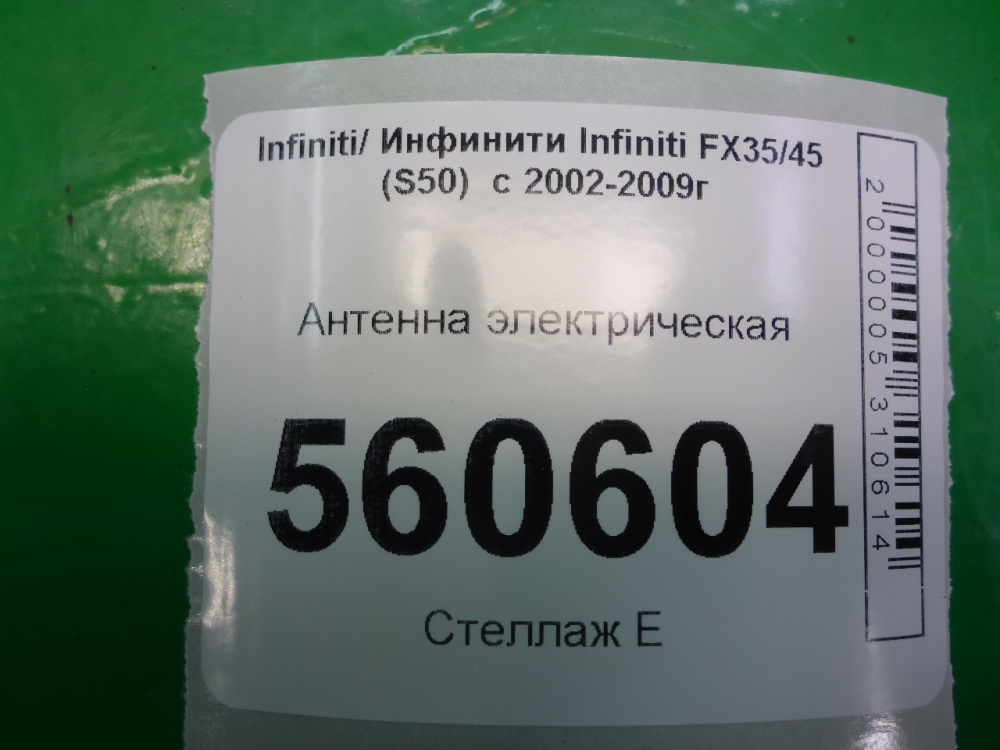 Infiniti/ Инфинити Infiniti FX35/45
(S50) с 2002-2009г
Антенна электрическая
560604
Стеллаж Е
2000005310614